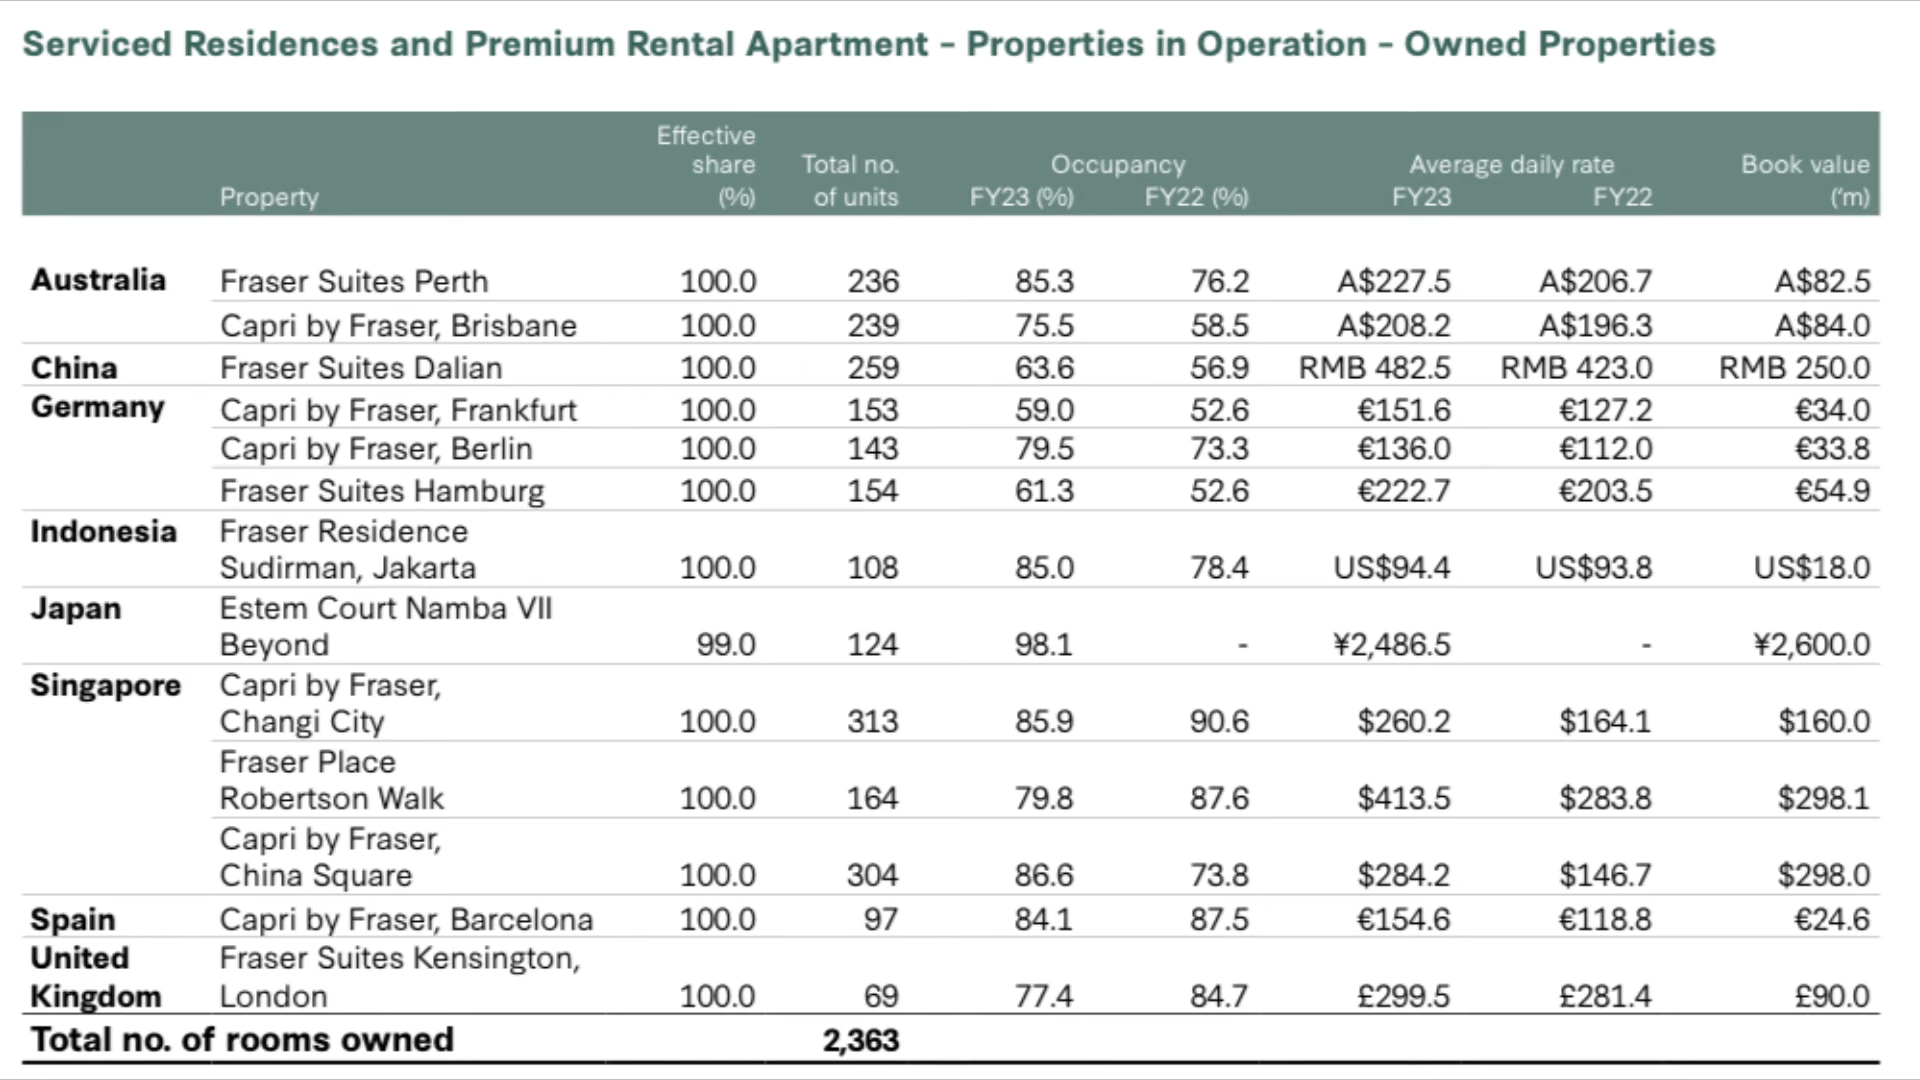 Serviced Residences and Premium Rental Apartment – Properties in Operation – Owned Properties
Effective
share Total no. Occupancy Average daily rate Book value
Property (%) of units FY23 (%) FY22 (%) FY23 FY22 (‘m)
Australia Fraser Suites Perth 100.0 236 85.3 76.2 A$227.5 A$206.7 A$82.5
Capri by Fraser, Brisbane 100.0 239 75.5 58.5 A$208.2 A$196.3 A$84.0
China Fraser Suites Dalian 100.0 259 63.6 56.9 RMB 482.5 RMB 423.0 RMB 250.0
Germany Capri by Fraser, Frankfurt 100.0 153 59.0 52.6 €151.6 €127.2 €34.0
Capri by Fraser, Berlin 100.0 143 79.5 73.3 €136.0 €112.0 €33.8
Fraser Suites Hamburg 100.0 154 61.3 52.6 €222.7 €203.5 €54.9
Indonesia Fraser Residence
Sudirman, Jakarta 100.0 108 85.0 78.4 US$94.4 US$93.8 US$18.0
Japan Estem Court Namba VII
Beyond 99.0 124 98.1 - ¥2,486.5 - ¥2,600.0
Singapore Capri by Fraser,
Changi City 100.0 313 85.9 90.6 $260.2 $164.1 $160.0
Fraser Place
Robertson Walk 100.0 164 79.8 87.6 $413.5 $283.8 $298.1
Capri by Fraser,
China Square 100.0 304 86.6 73.8 $284.2 $146.7 $298.0
Spain Capri by Fraser, Barcelona 100.0 97 84.1 87.5 €154.6 €118.8 €24.6
United Fraser Suites Kensington,
Kingdom London 100.0 69 77.4 84.7 £299.5 £281.4 £90.0
Total no. of rooms owned 2,363